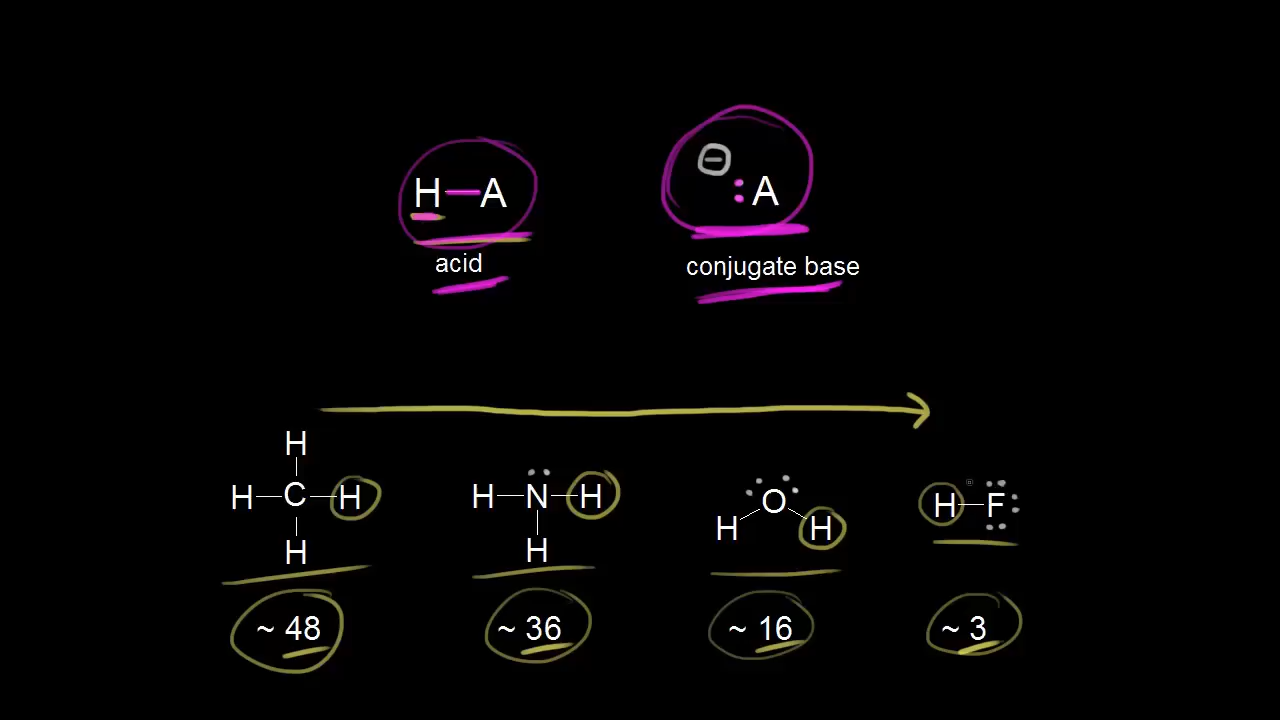 H—A
⊖
:A
acid
conjugate base
H
H—C—H
H
H—N—H
H
O
H H
H—F
~ 48
~ 36
~ 16
~ 3